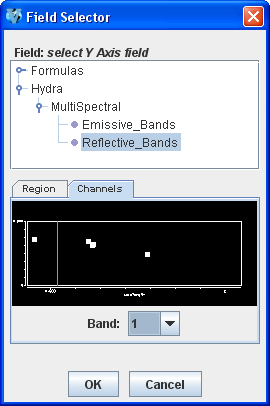 Field Selector
Field: select Y Axis field
Formulas
Hydra
MultiSpectral
Emissive_Bands
Reflective_Bands
Region
Channels
Band: 1
OK
Cancel